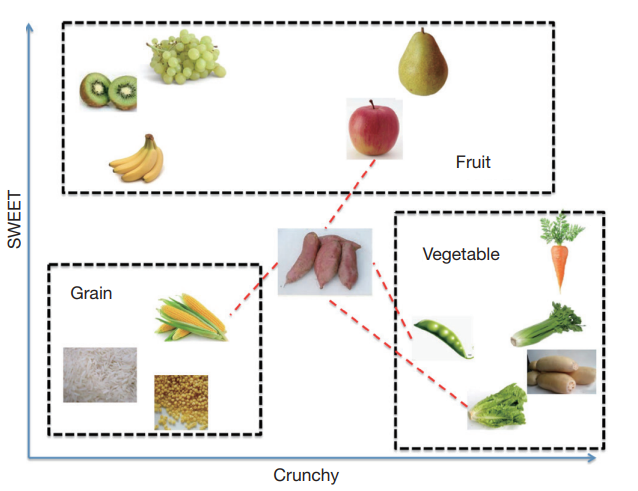 Fruit
SWEET
Vegetable
Grain
Crunchy